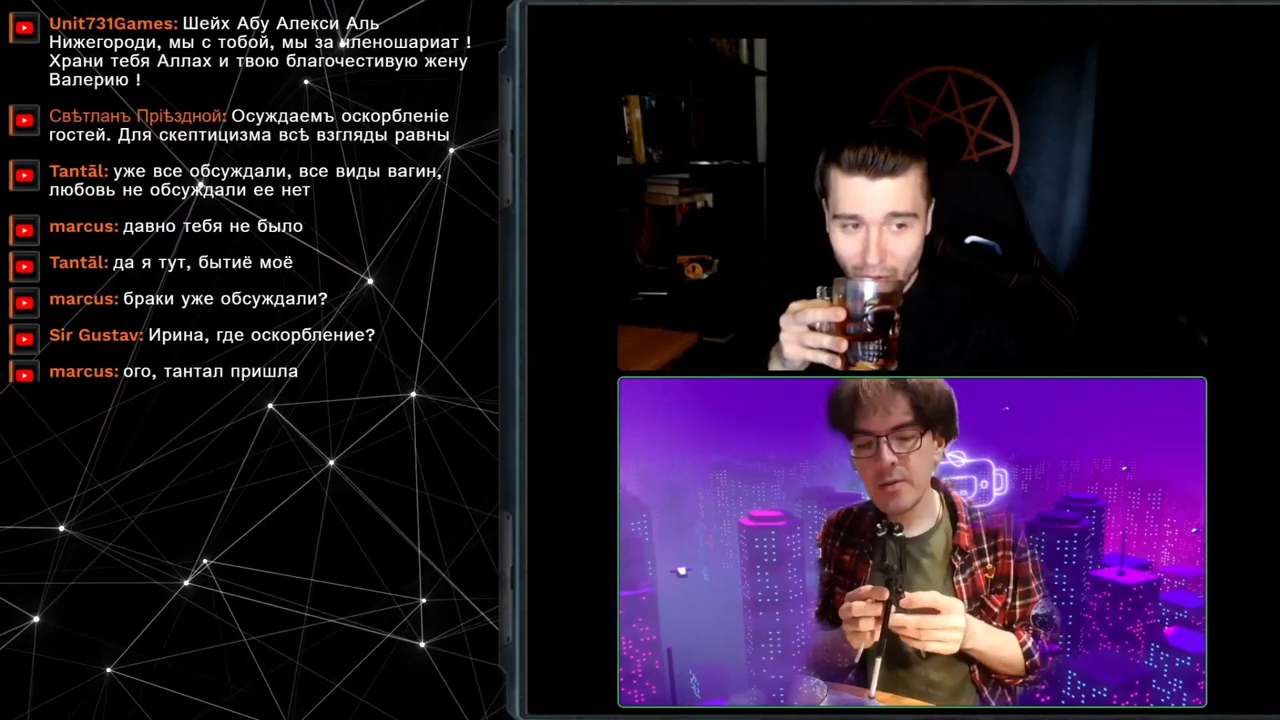 Unit731Games: Шейх Абу Алекси Аль
Нижегороди, мы с тобой, мы за иленошариат !
Храни тебя Аллах и твою благочестивую жену
Валерию !
Свѣтланъ Прiѣздной: Осуждаемъ оскорбленiе
гостей. Для скептицизма всѣ взгляды равны
Tantāl: уже все обсуждали, все виды вагин,
любовь не обсуждали ее нет
marcus: давно тебя не было
Tantāl: да я тут, бытиё моё
marcus: браки уже обсуждали?
Sir Gustav: Ирина, где оскорбление?
marcus: ого, тантал пришла